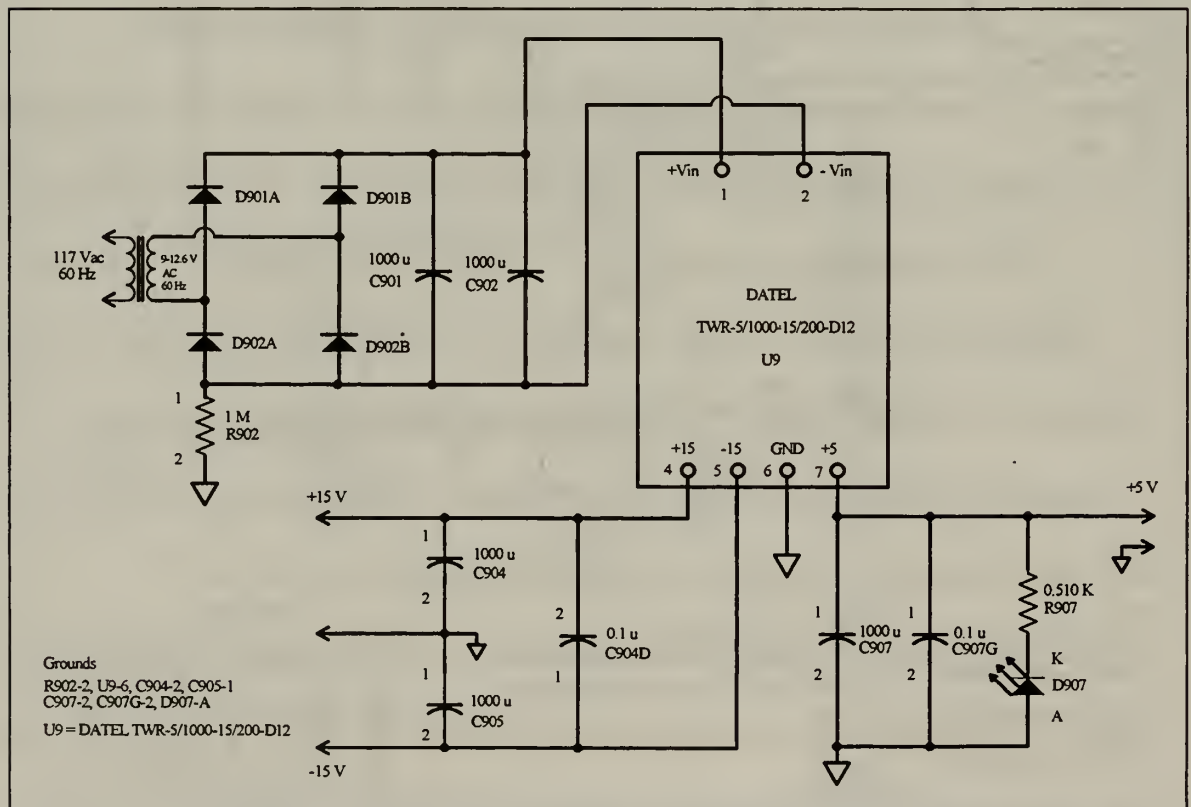 +Vin
- Vin
1
2
D901A
D901B
117 Vac
60 Hz
9-12.6 V
AC
60 Hz
1000 u
C901
1000 u
C902
DATEL
TWR-5/1000-15/200-D12
U9
D902A
D902B
1
1 M
R902
2
+15
-15
GND
+5
4
5
6
7
+15 V
+5 V
1
1000 u
C904
2
0.510 K
R907
2
0.1 u
C904D
1
1
1000 u
C907
2
1
0.1 u
C907G
2
K
D907
A
1
1000 u
C905
2
-15 V
Grounds
R902-2, U9-6, C904-2, C905-1
C907-2, C907G-2, D907-A
U9 = DATEL TWR-5/1000-15/200-D12